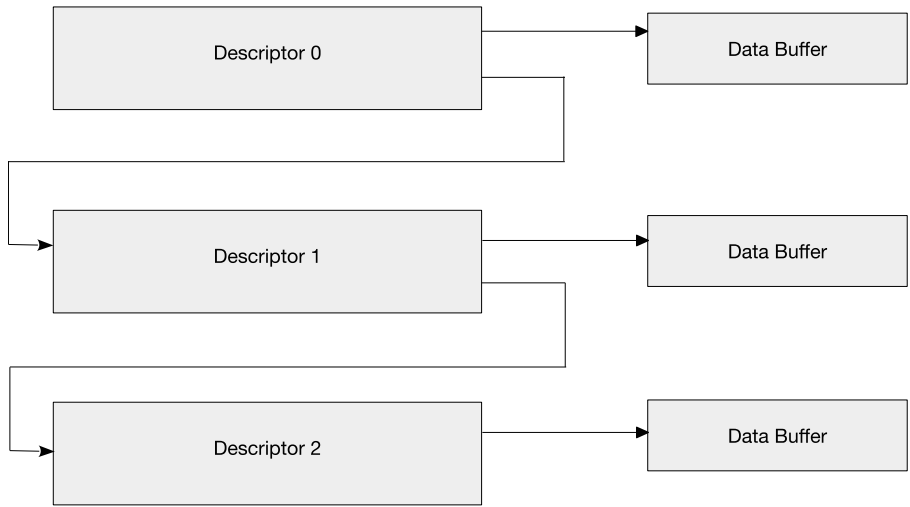 Descriptor 0
Data Buffer
Descriptor 1
Data Buffer
Descriptor 2
Data Buffer